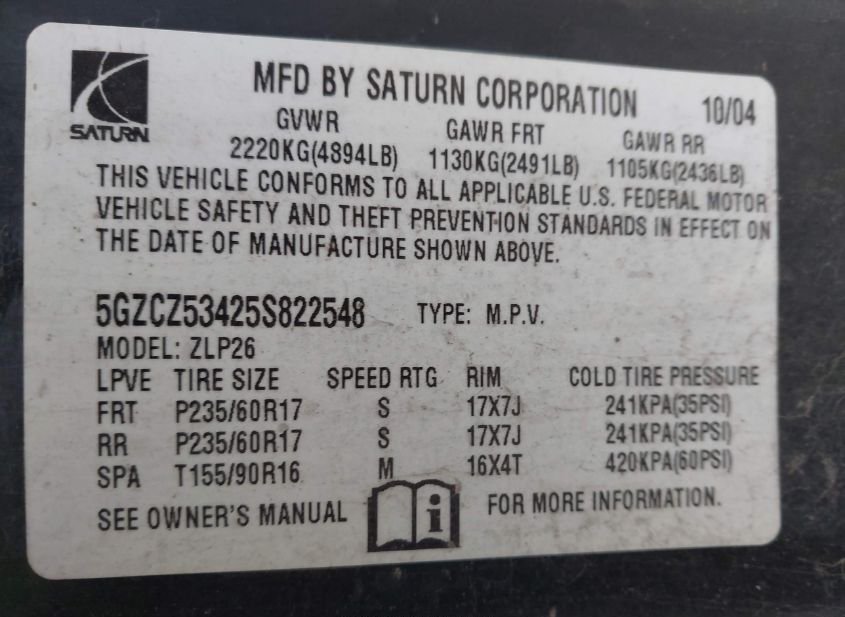 SATURN
MFD BY SATURN CORPORATION 10/04
GVWR GAWR FRT GAWR RR
2220KG(4894LB) 1130KG(2491LB) 1105KG(2436LB)
THIS VEHICLE CONFORMS TO ALL APPLICABLE U.S. FEDERAL MOTOR
VEHICLE SAFETY AND THEFT PREVENTION STANDARDS IN EFFECT ON
THE DATE OF MANUFACTURE SHOWN ABOVE.
5GZCZ53425S822548 TYPE: M.P.V.
MODEL: ZLP26
LPVE TIRE SIZE SPEED RTG RIM COLD TIRE PRESSURE
FRT P235/60R17 S 17X7J 241KPA(35PSI)
RR P235/60R17 S 17X7J 241KPA(35PSI)
SPA T155/90R16 M 16X4T 420KPA(60PSI)
SEE OWNER'S MANUAL i FOR MORE INFORMATION.